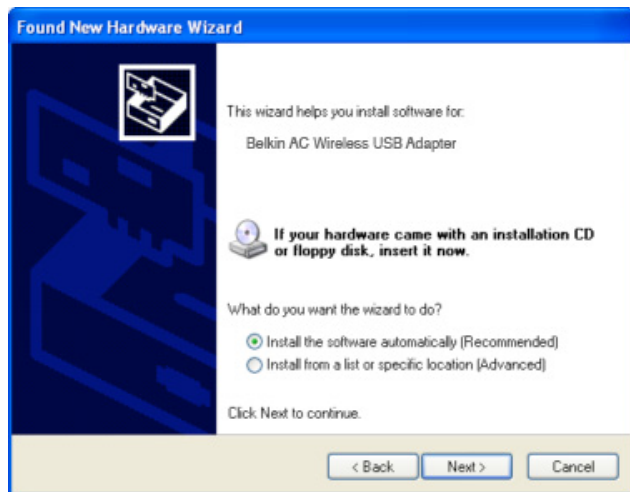 Found New Hardware Wizard
This wizard helps you install software for:
Belkin AC Wireless USB Adapter
If your hardware came with an installation CD
or floppy disk, insert it now.
What do you want the wizard to do?
Install the software automatically (Recommended)
Install from a list or specific location (Advanced)
Click Next to continue.
< Back Next > Cancel